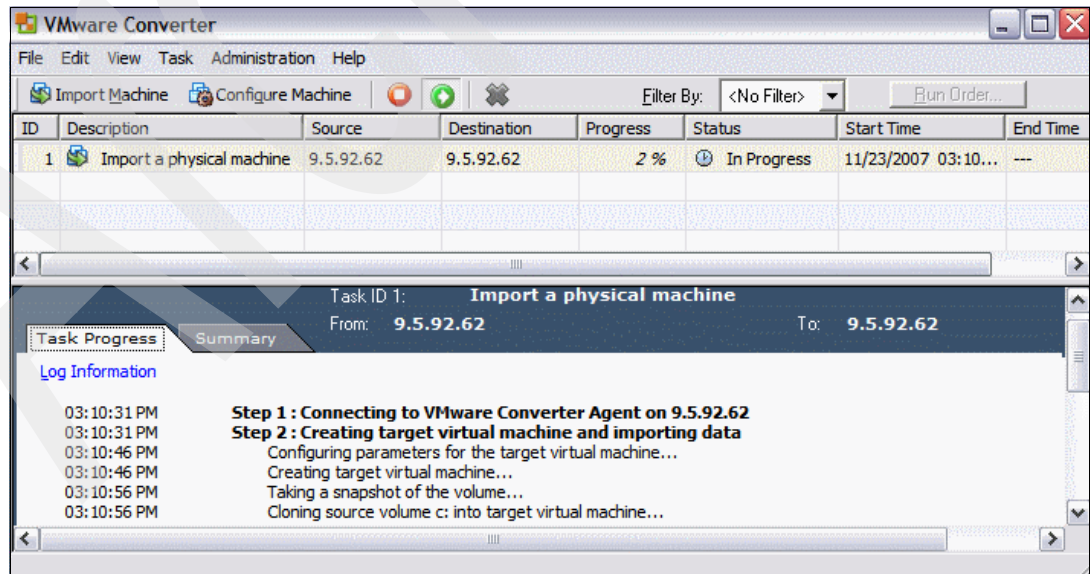 VMware Converter
File Edit View Task Administration Help
Import Machine Configure Machine Filter By: <No Filter> Run Order...
ID Description Source Destination Progress Status Start Time End Time
1 Import a physical machine 9.5.92.62 9.5.92.62 2 % In Progress 11/23/2007 03:10... ---
Task ID 1: Import a physical machine
From: 9.5.92.62 To: 9.5.92.62
Task Progress Summary
Log Information
03:10:31 PM Step 1 : Connecting to VMware Converter Agent on 9.5.92.62
03:10:31 PM Step 2 : Creating target virtual machine and importing data
03:10:46 PM Configuring parameters for the target virtual machine...
03:10:46 PM Creating target virtual machine...
03:10:56 PM Taking a snapshot of the volume...
03:10:56 PM Cloning source volume c: into target virtual machine...